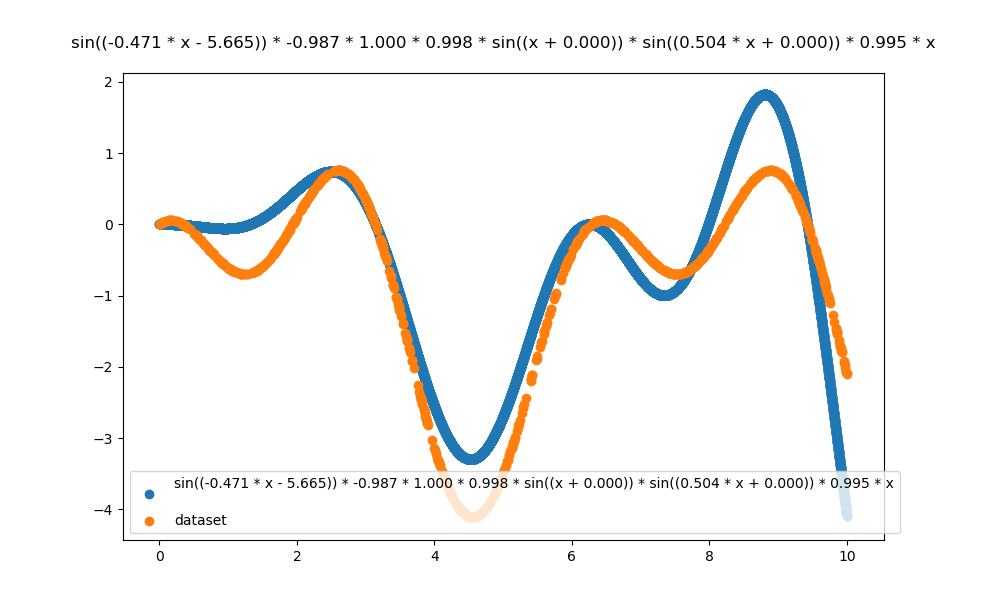 sin((-0.471 * x - 5.665)) * -0.987 * 1.000 * 0.998 * sin((x + 0.000)) * sin((0.504 * x + 0.000)) * 0.995 * x
2
1
0
−1
−2
−3
−4
sin((-0.471 * x - 5.665)) * -0.987 * 1.000 * 0.998 * sin((x + 0.000)) * sin((0.504 * x + 0.000)) * 0.995 * x
dataset
0 2 4 6 8 10